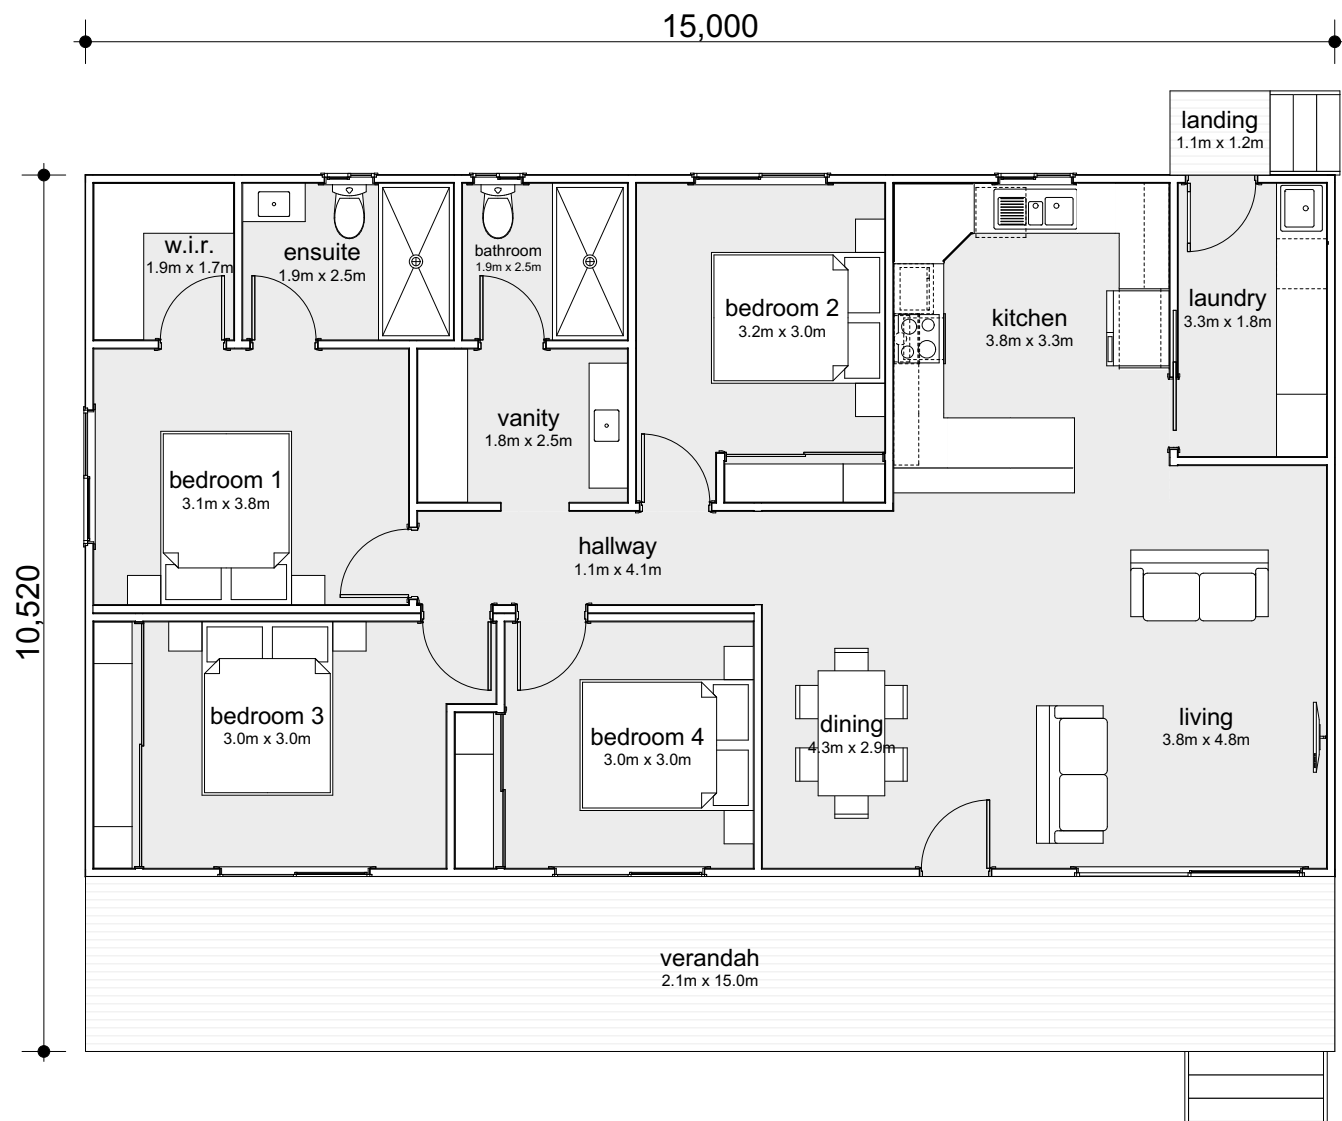 15,000
landing
1.1m x 1.2m
w.i.r.
1.9m x 1.7m
ensuite
1.9m x 2.5m
bathroom
1.9m x 2.5m
bedroom 2
3.2m x 3.0m
kitchen
3.8m x 3.3m
laundry
3.3m x 1.8m
vanity
1.8m x 2.5m
bedroom 1
3.1m x 3.8m
hallway
1.1m x 4.1m
10,520
bedroom 3
3.0m x 3.0m
bedroom 4
3.0m x 3.0m
dining
4.3m x 2.9m
living
3.8m x 4.8m
verandah
2.1m x 15.0m